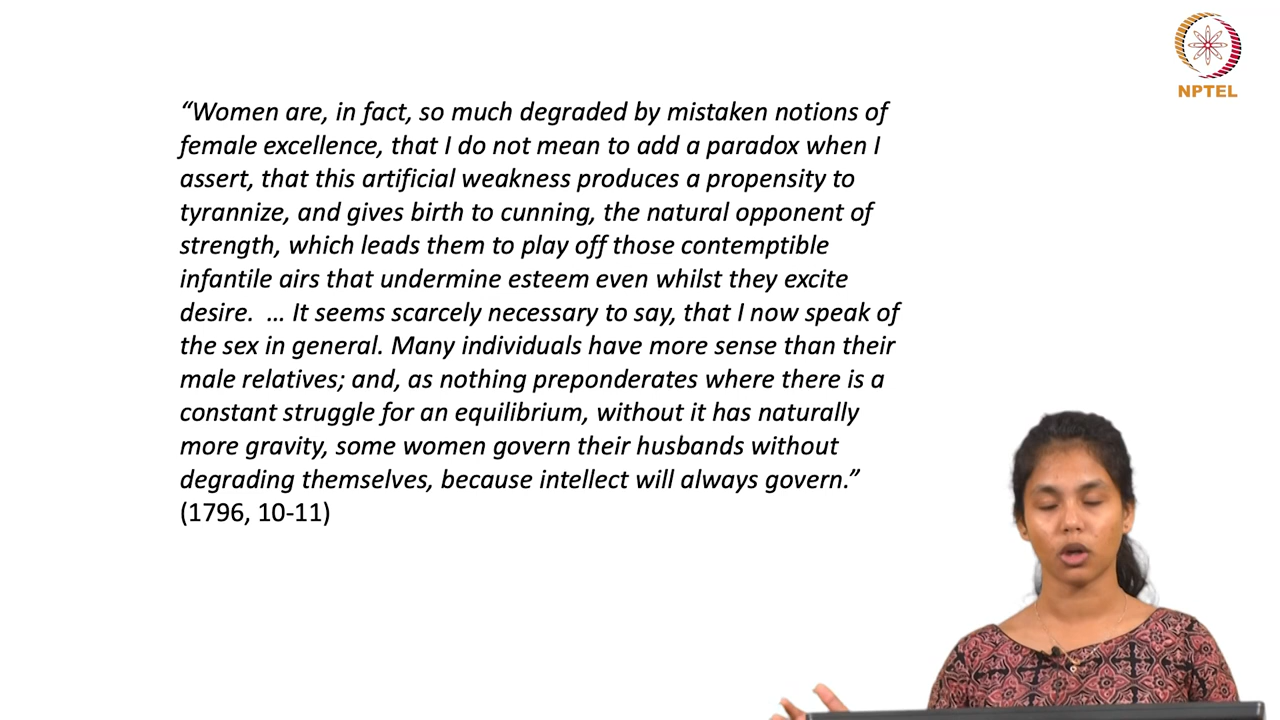 NPTEL
“Women are, in fact, so much degraded by mistaken notions of
female excellence, that I do not mean to add a paradox when I
assert, that this artificial weakness produces a propensity to
tyrannize, and gives birth to cunning, the natural opponent of
strength, which leads them to play off those contemptible
infantile airs that undermine esteem even whilst they excite
desire.  … It seems scarcely necessary to say, that I now speak of
the sex in general. Many individuals have more sense than their
male relatives; and, as nothing preponderates where there is a
constant struggle for an equilibrium, without it has naturally
more gravity, some women govern their husbands without
degrading themselves, because intellect will always govern.”
(1796, 10-11)